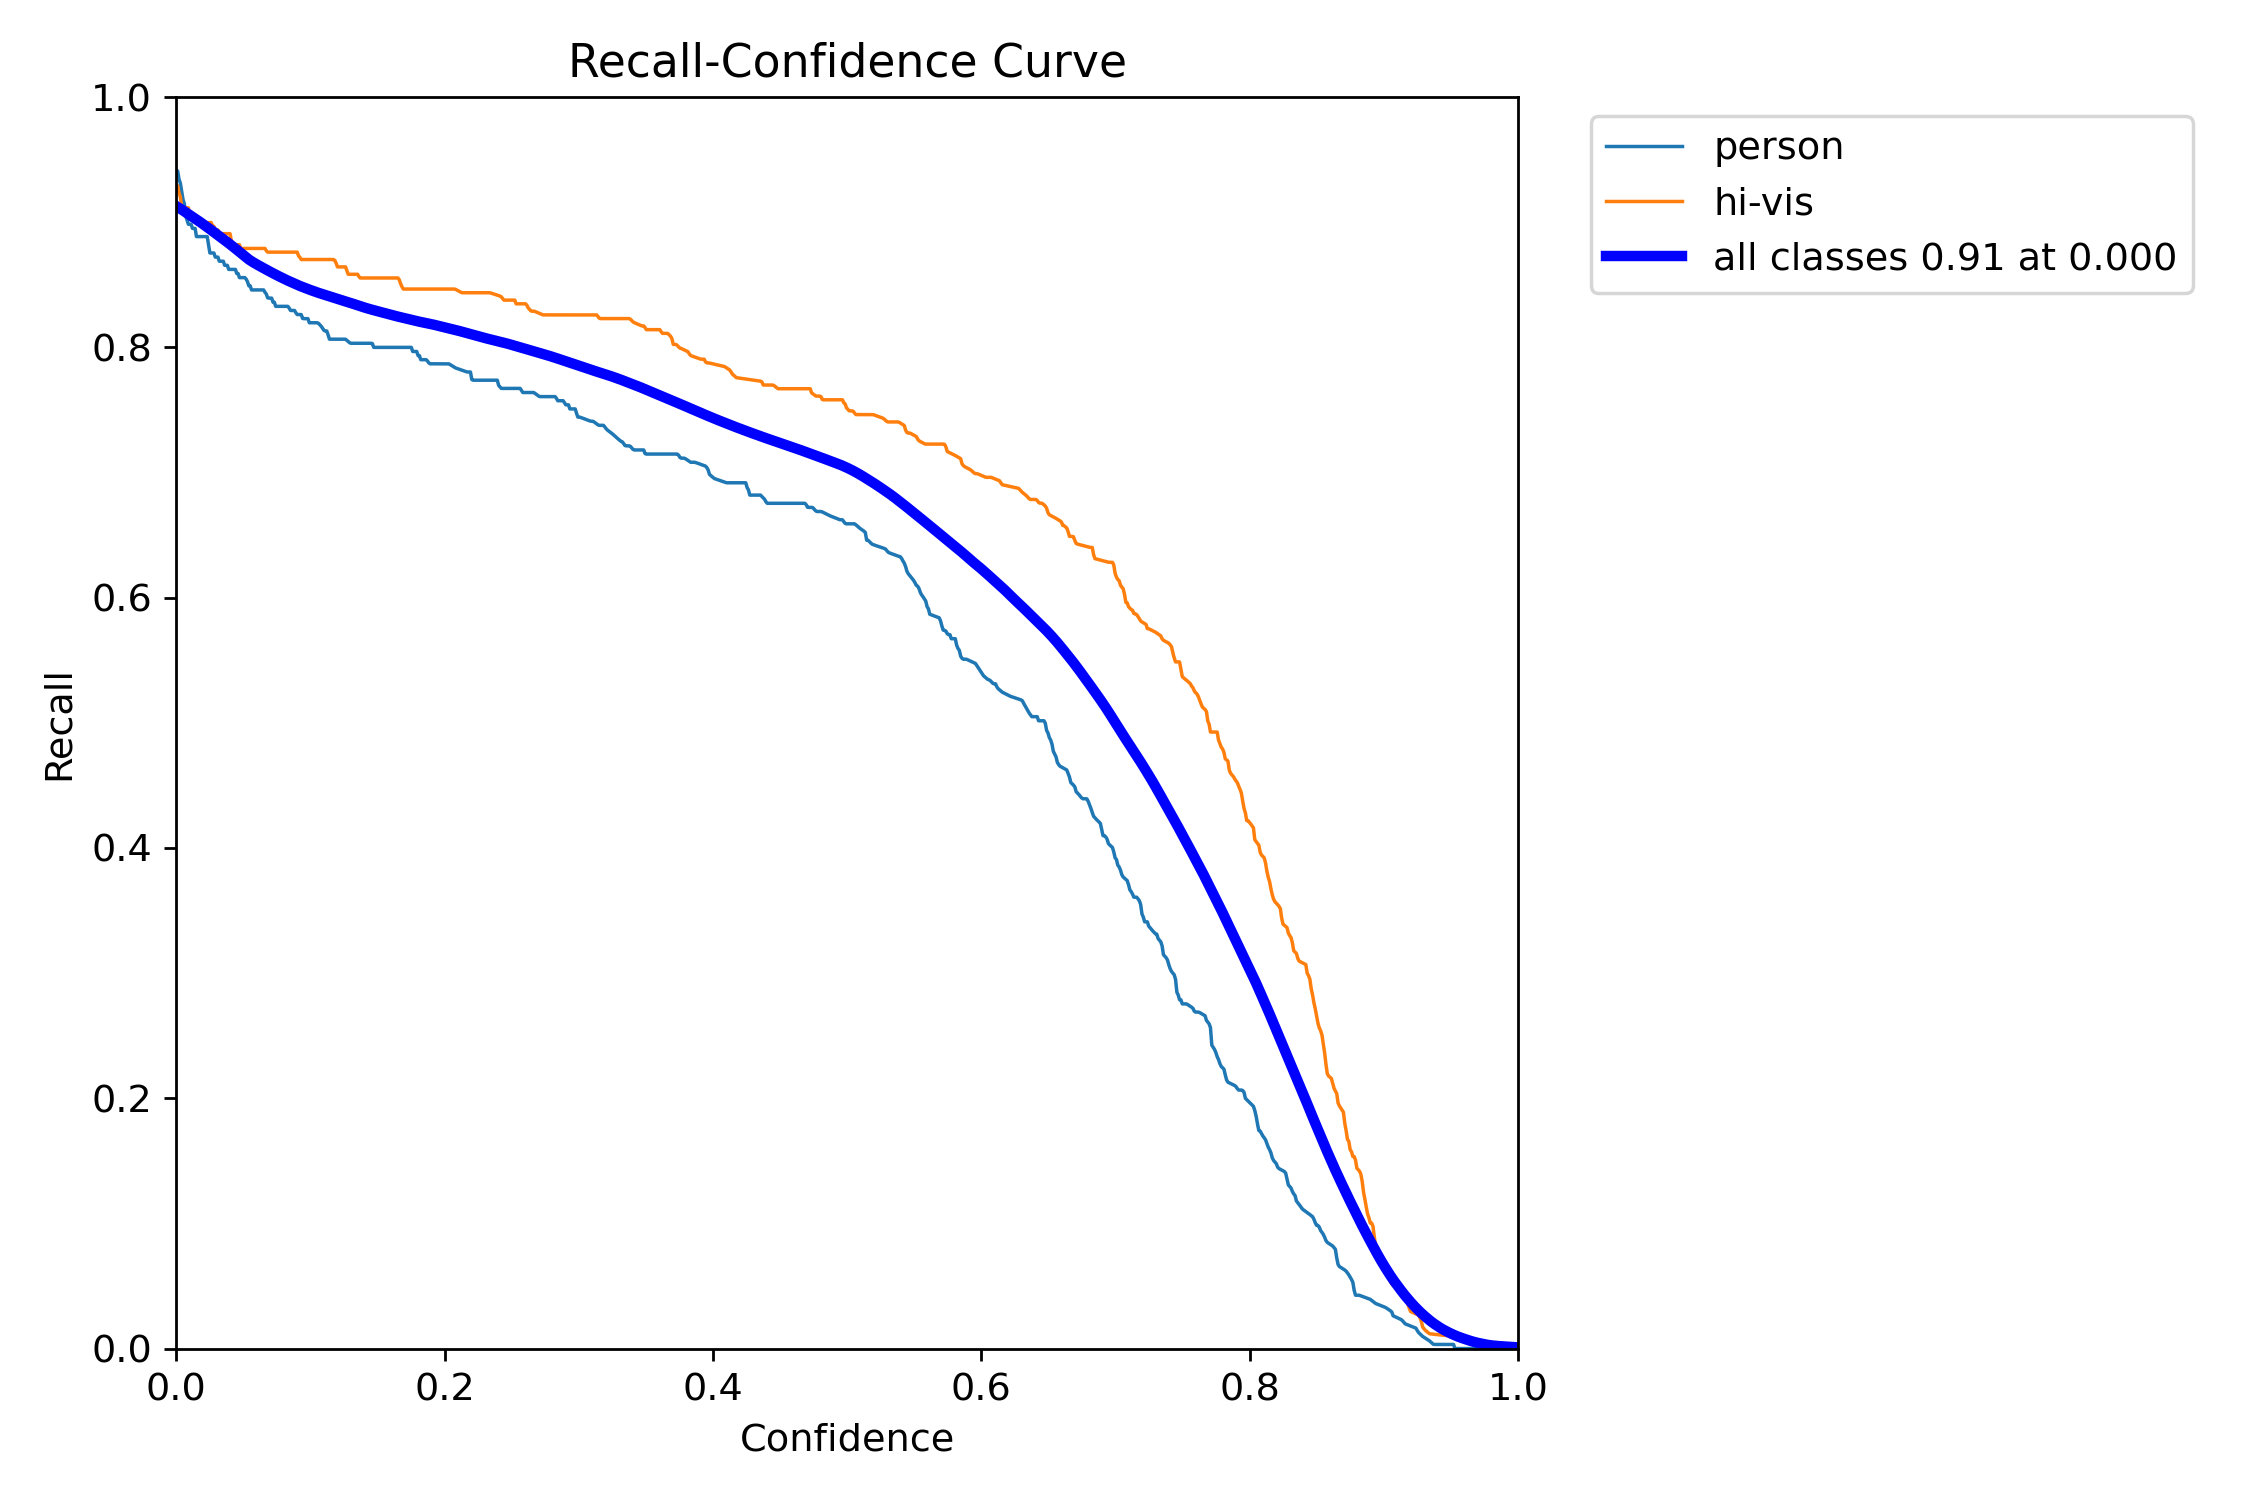 Recall-Confidence Curve
1.0
0.8
0.6
0.4
0.2
0.0
Recall
0.0 0.2 0.4 0.6 0.8 1.0
Confidence
person
hi-vis
all classes 0.91 at 0.000